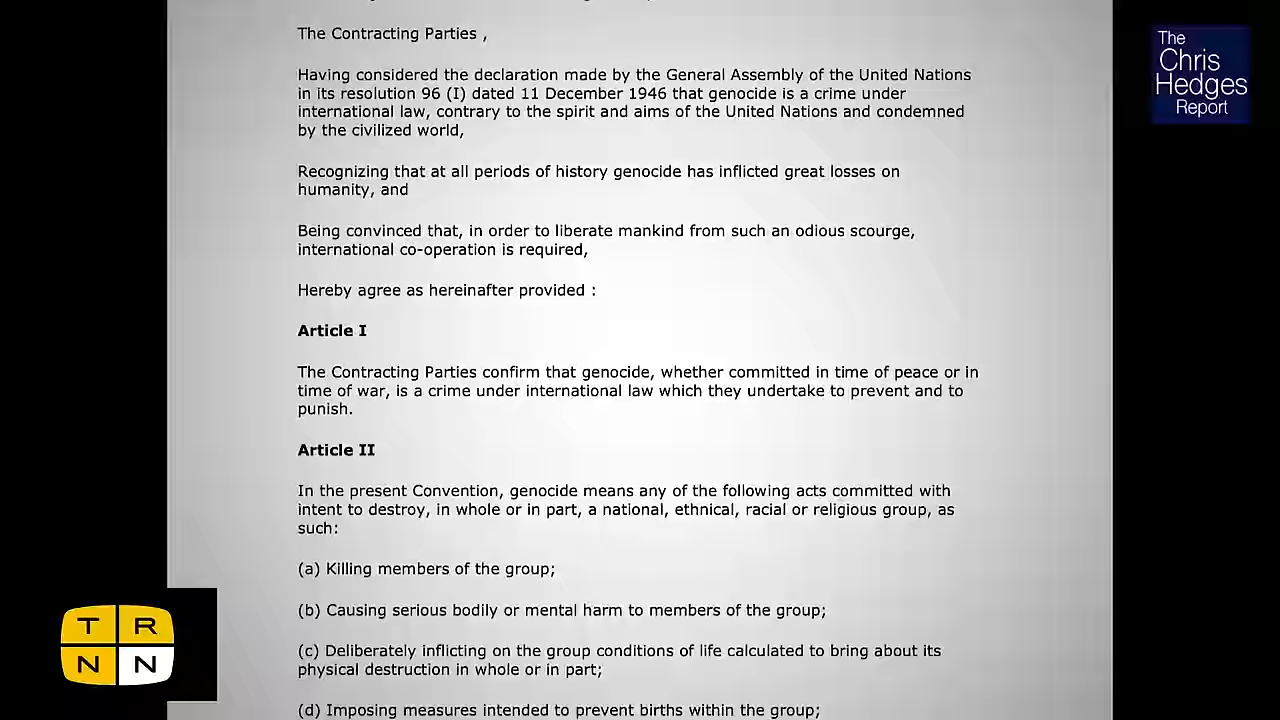 The Contracting Parties ,
Having considered the declaration made by the General Assembly of the United Nations
in its resolution 96 (I) dated 11 December 1946 that genocide is a crime under
international law, contrary to the spirit and aims of the United Nations and condemned
by the civilized world,
Recognizing that at all periods of history genocide has inflicted great losses on
humanity, and
Being convinced that, in order to liberate mankind from such an odious scourge,
international co-operation is required,
Hereby agree as hereinafter provided :
Article I
The Contracting Parties confirm that genocide, whether committed in time of peace or in
time of war, is a crime under international law which they undertake to prevent and to
punish.
Article II
In the present Convention, genocide means any of the following acts committed with
intent to destroy, in whole or in part, a national, ethnical, racial or religious group, as
such:
(a) Killing members of the group;
(b) Causing serious bodily or mental harm to members of the group;
(c) Deliberately inflicting on the group conditions of life calculated to bring about its
physical destruction in whole or in part;
(d) Imposing measures intended to prevent births within the group;
The
Chris
Hedges
Report
T R
N N